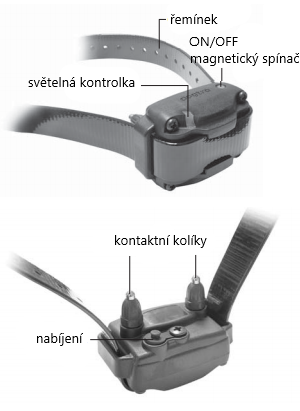 řemínek
ON/OFF
magnetický spínač
světelná kontrolka
kontaktní kolíky
nabíjení